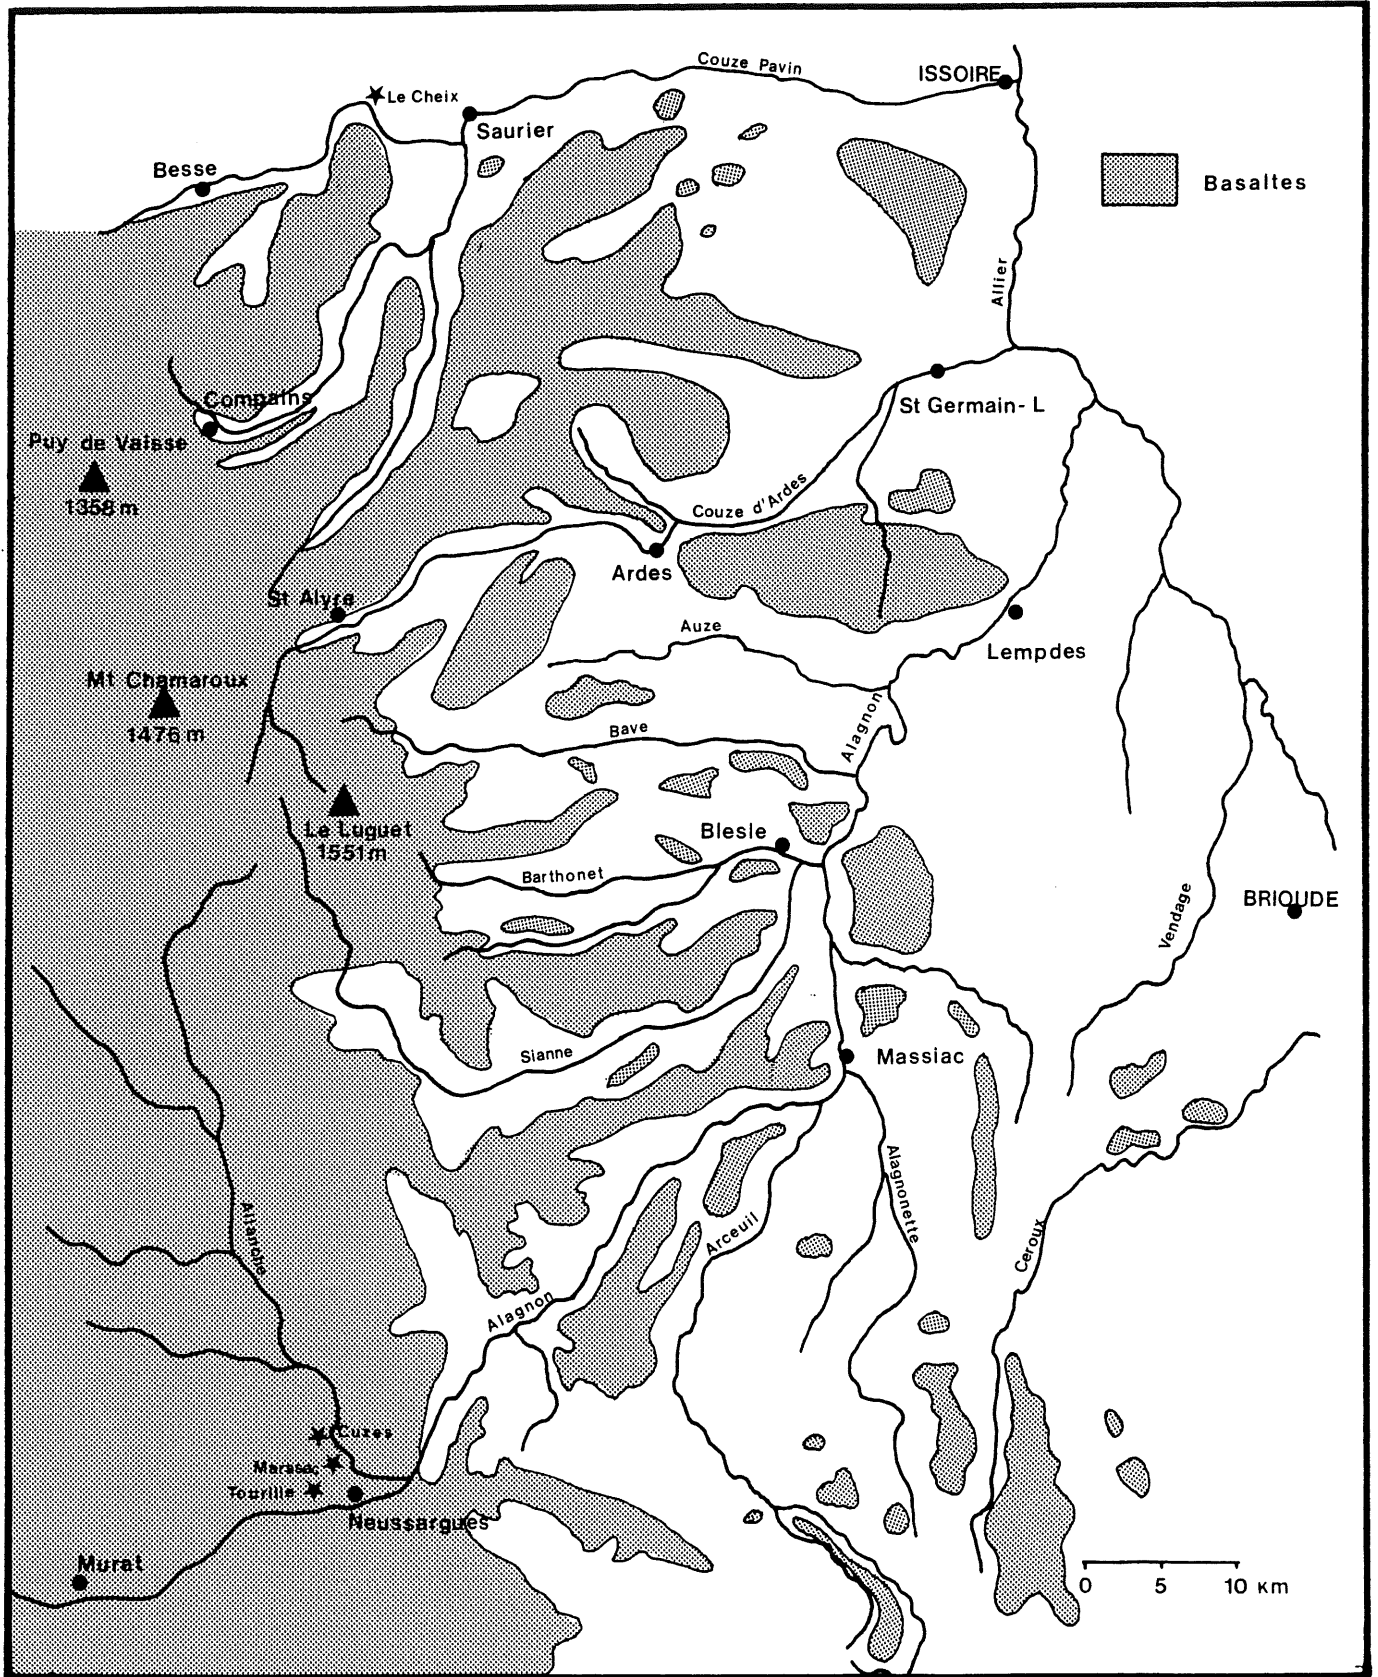 Couze Pavin
ISSOIRE
Le Cheix
Saurier
Besse
Basaltes
Allier
Compains
St Germain-L
Puy de Vaisse
1358 m
Couze d'Ardes
Ardes
St Alyre
Auze
Lempdes
Mt Chamaroux
1476 m
Alagnon
Bave
Le Luguet
1551 m
Blesle
Barthonet
BRIOUDE
Vendage
Sianne
Massiac
Alagnonette
Allanche
Arceuil
Ceroux
Alagnon
Cuzes
Tourille
Neussargues
Murat
0 5 10 KM